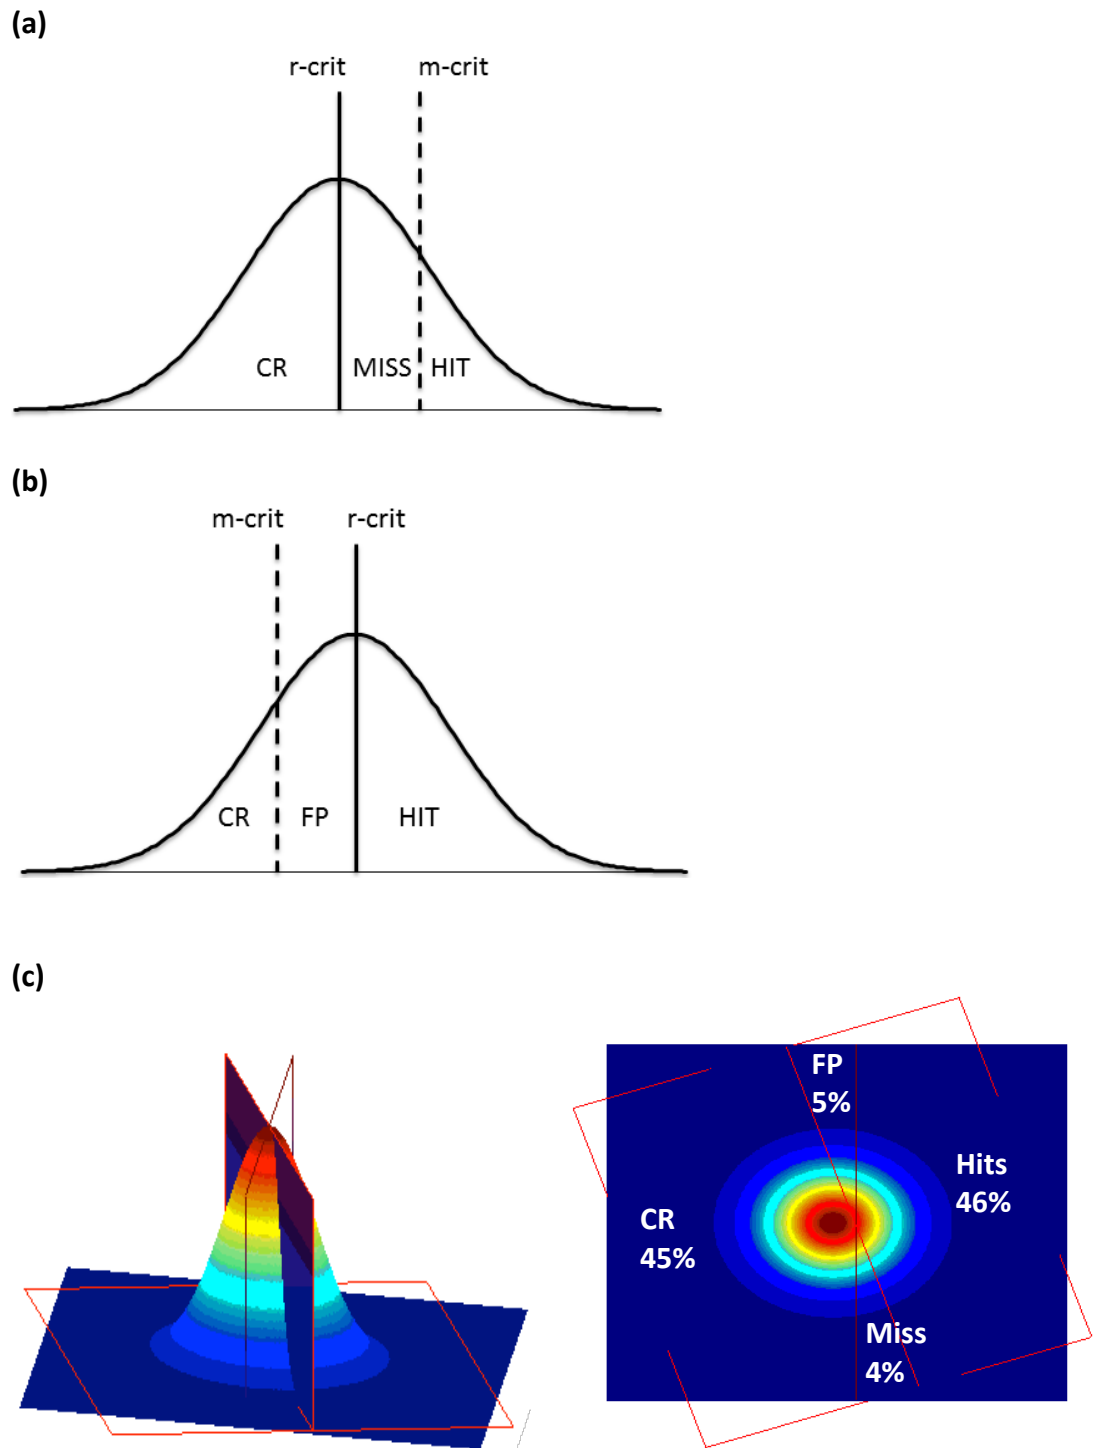 (a)
r-crit m-crit
CR MISS HIT
(b)
m-crit r-crit
CR FP HIT
(c)
FP
5%
Hits
46%
CR
45%
Miss
4%